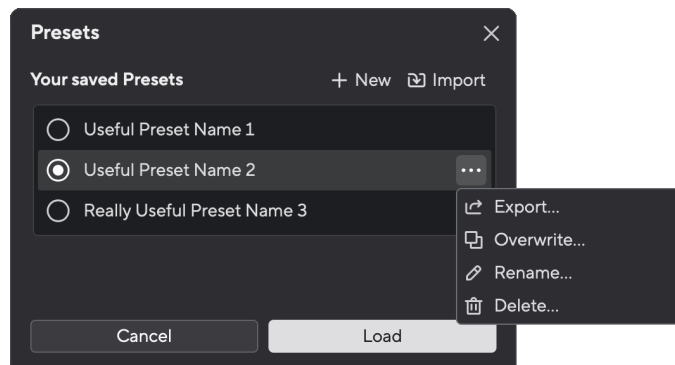 Presets
Your saved Presets
New Import
Useful Preset Name 1
Useful Preset Name 2
Really Useful Preset Name 3
Export...
Overwrite...
Rename...
Delete...
Cancel
Load